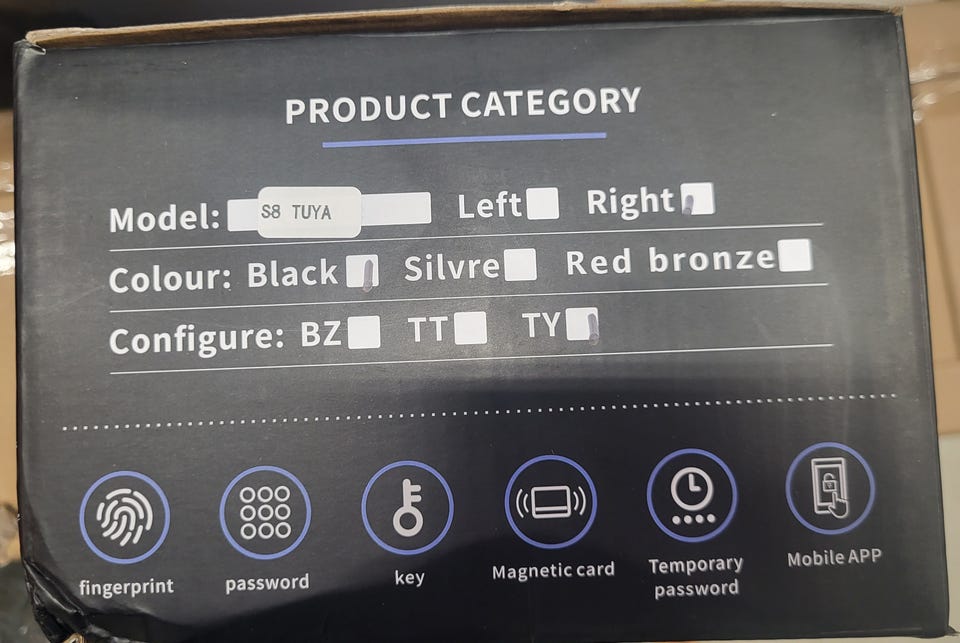 PRODUCT CATEGORY
Model: S8 TUYA Left Right
Colour: Black Silvre Red bronze
Configure: BZ TT TY
fingerprint password key Magnetic card Temporary password Mobile APP